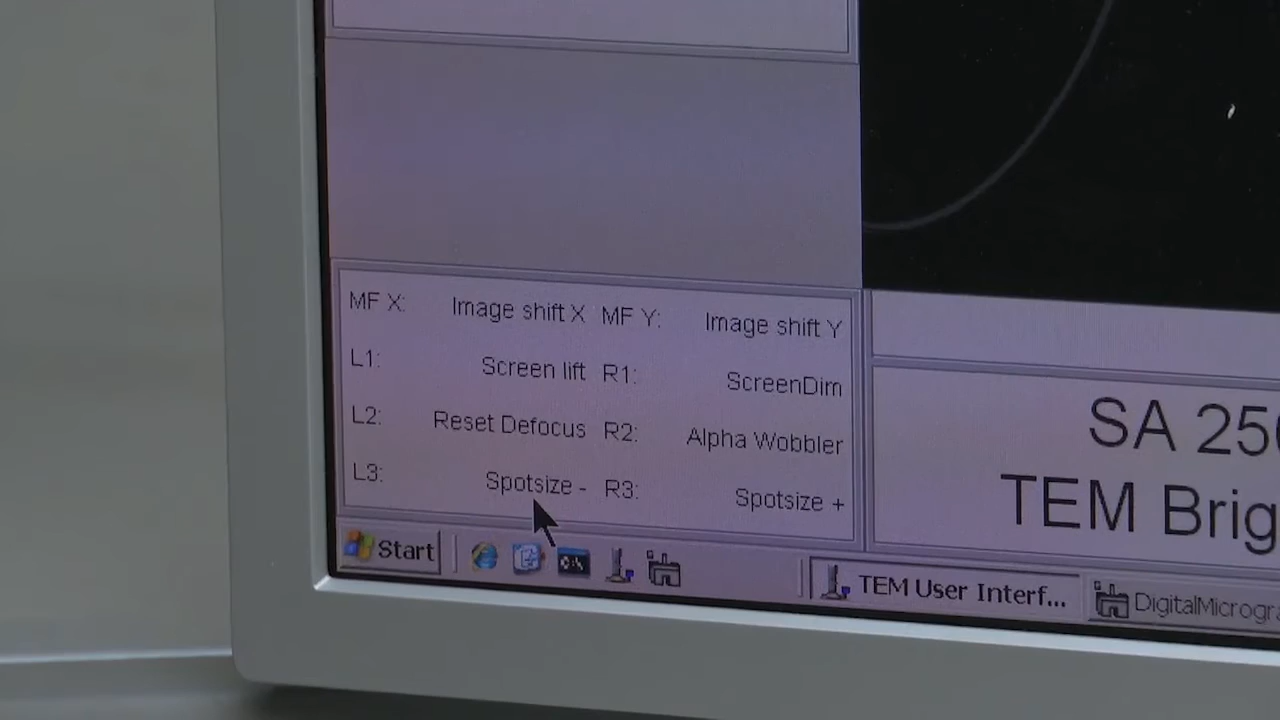 MF X: Image shift X MF Y: Image shift Y
L1: Screen lift R1: ScreenDim
L2: Reset Defocus R2: Alpha Wobbler
L3: Spotsize - R3: Spotsize +
SA 250
TEM Brig
Start
C:\
TEM User Interf...
DigitalMicrogra